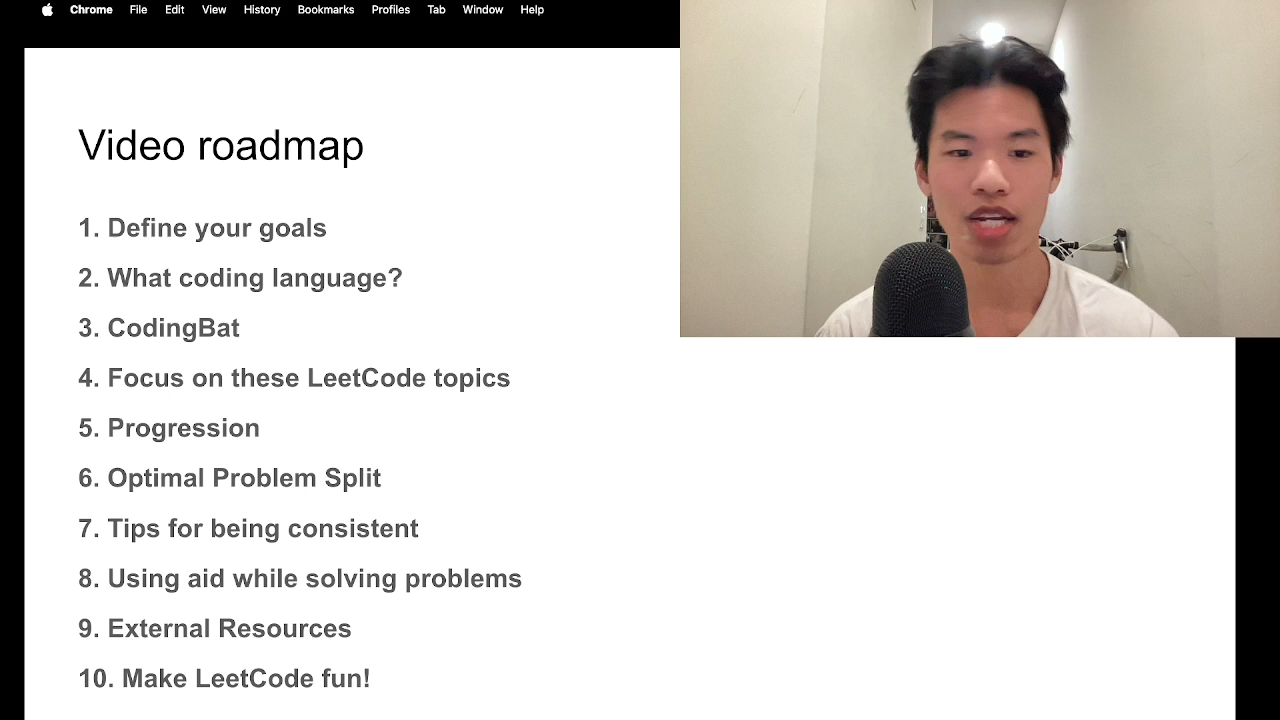 Chrome File Edit View History Bookmarks Profiles Tab Window Help
Video roadmap
1. Define your goals
2. What coding language?
3. CodingBat
4. Focus on these LeetCode topics
5. Progression
6. Optimal Problem Split
7. Tips for being consistent
8. Using aid while solving problems
9. External Resources
10. Make LeetCode fun!